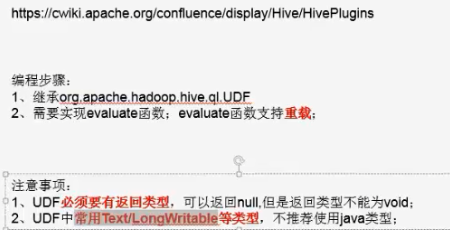 https://cwiki.apache.org/confluence/display/Hive/HivePlugins
编程步骤：
1、继承org.apache.hadoop.hive.ql.UDF
2、需要实现evaluate函数；evaluate函数支持重载；
注意事项：
1、UDF必须要有返回类型，可以返回null,但是返回类型不能为void；
2、UDF中常用Text/LongWritable等类型，不推荐使用java类型；